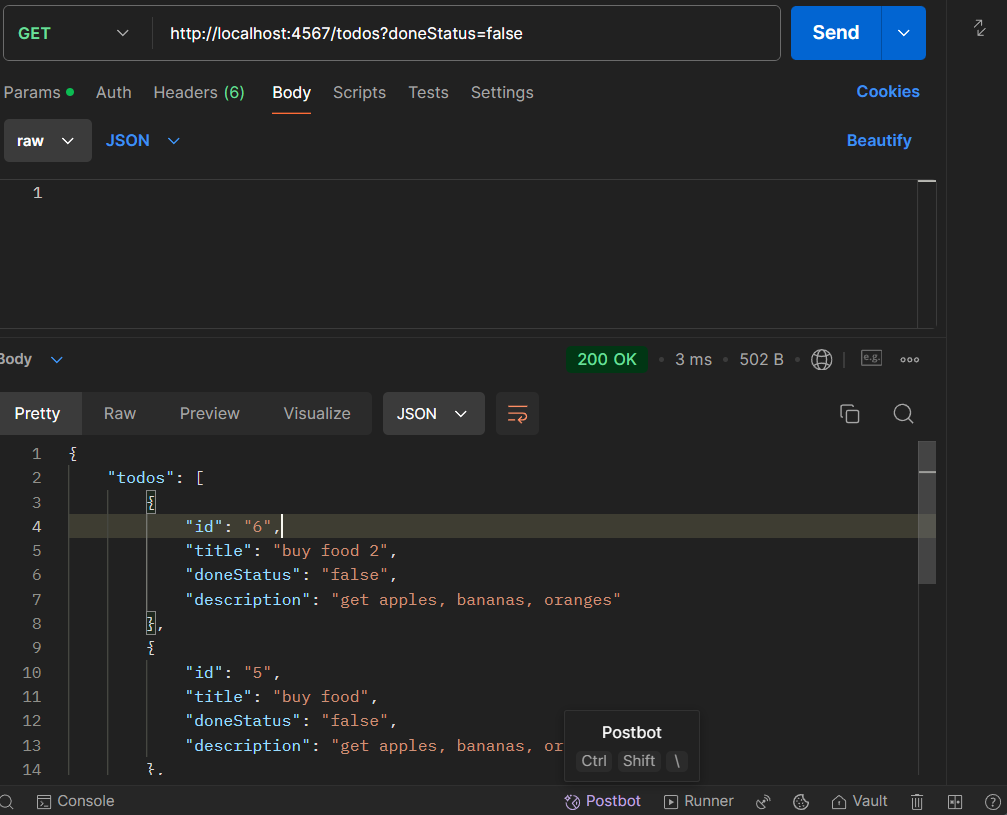 GET http://localhost:4567/todos?doneStatus=false Send
Params Auth Headers (6) Body Scripts Tests Settings Cookies
raw JSON Beautify
1
Body 200 OK • 3 ms • 502 B • e.g.
Pretty Raw Preview Visualize JSON
1 {
2 "todos": [
3 {
4 "id": "6",
5 "title": "buy food 2",
6 "doneStatus": "false",
7 "description": "get apples, bananas, oranges"
8 },
9 {
10 "id": "5",
11 "title": "buy food",
12 "doneStatus": "false",
13 "description": "get apples, bananas, or
14 },
Postbot
Ctrl Shift \
Console Postbot Runner Vault